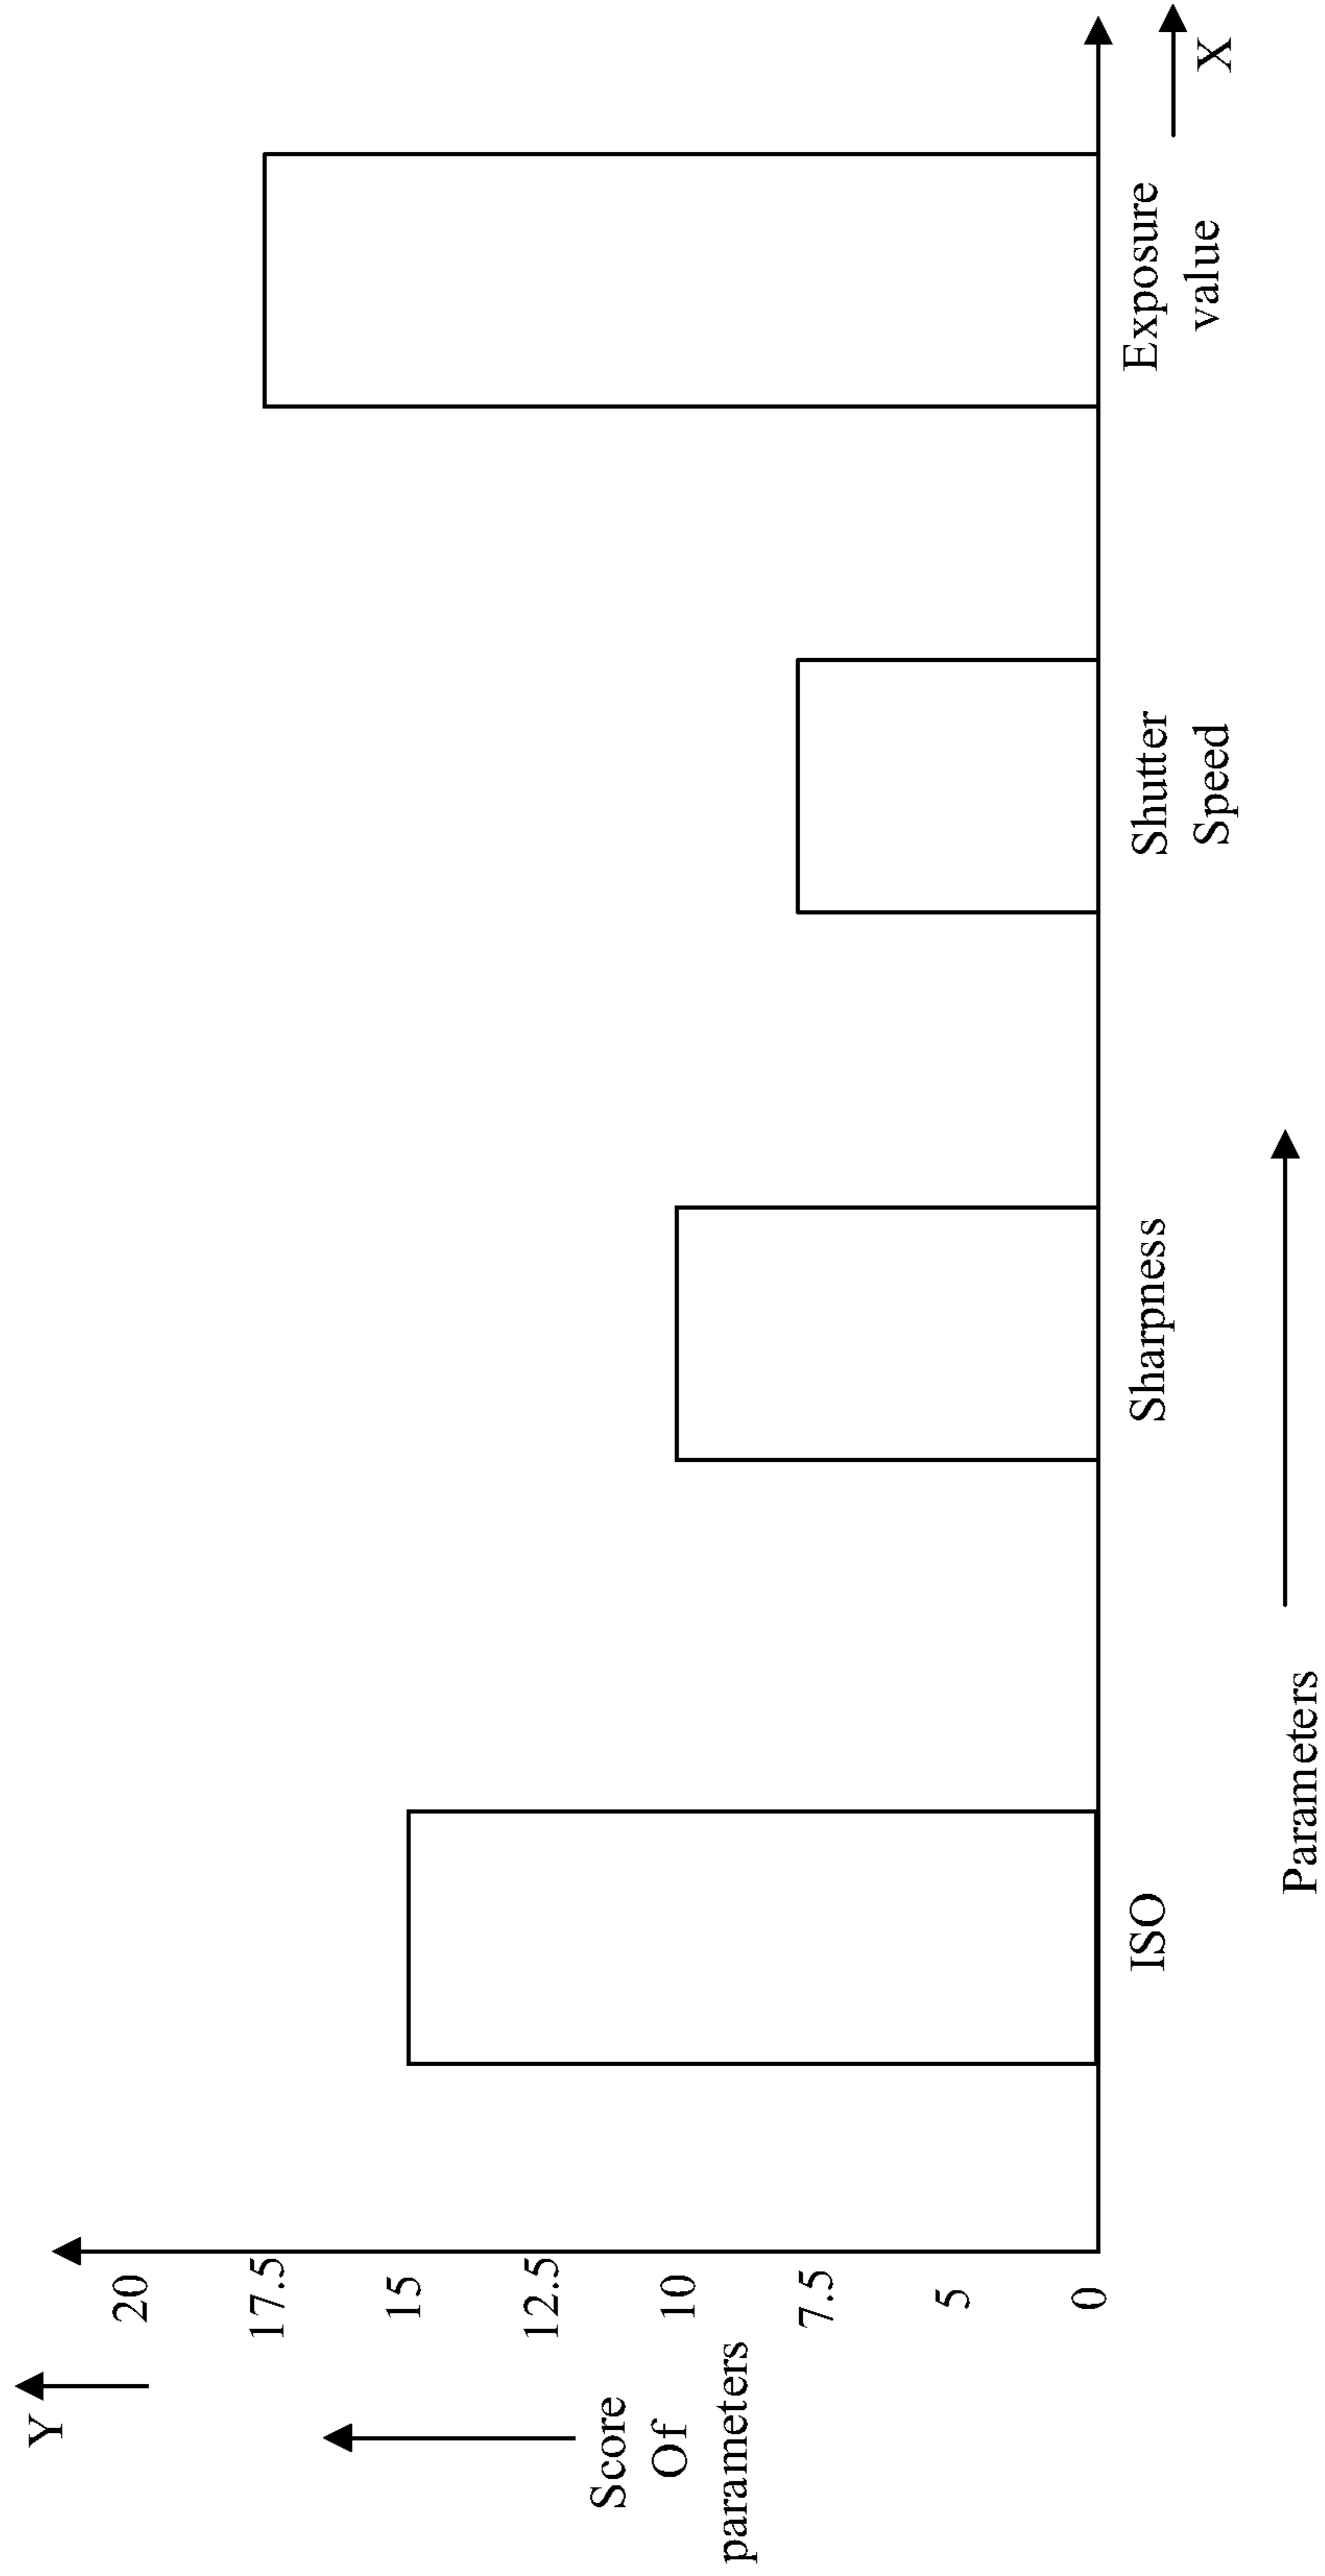 Y
20
17.5
15
12.5
10
7.5
5
0
Score
Of
parameters
ISO
Sharpness
Shutter
Speed
Exposure
value
X
Parameters